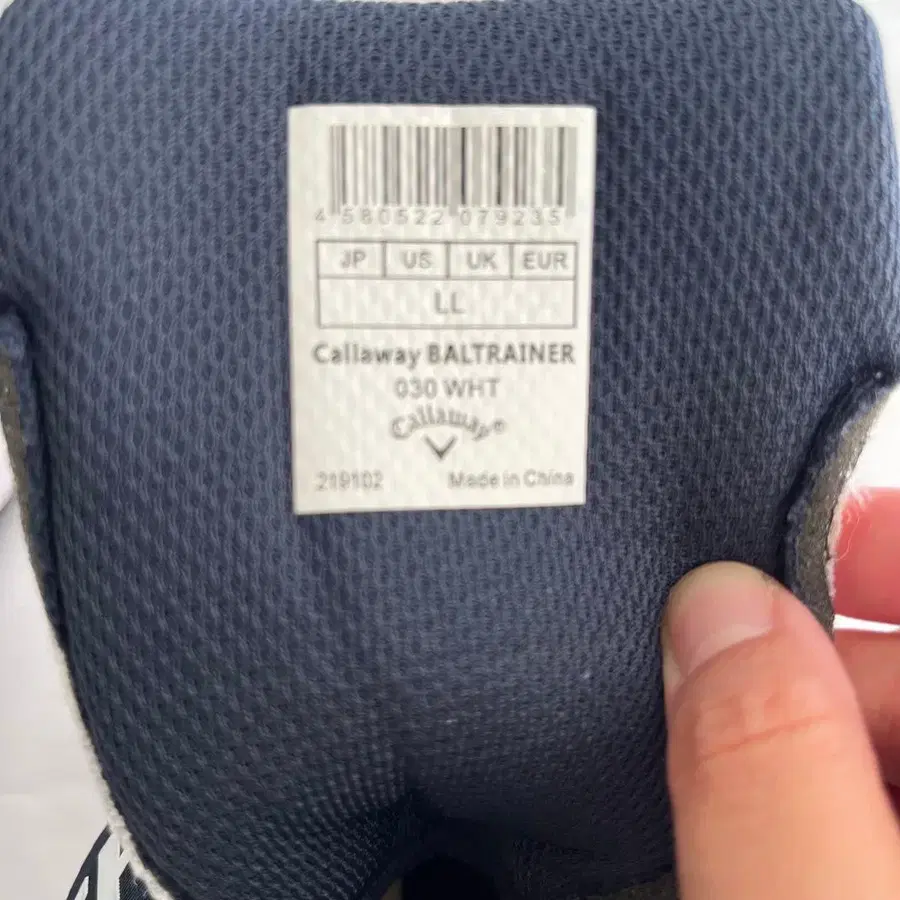 4 580522 079235
JP US UK EUR
LL
Callaway BALTRAINER
030 WHT
Callaway®
219102 Made in China